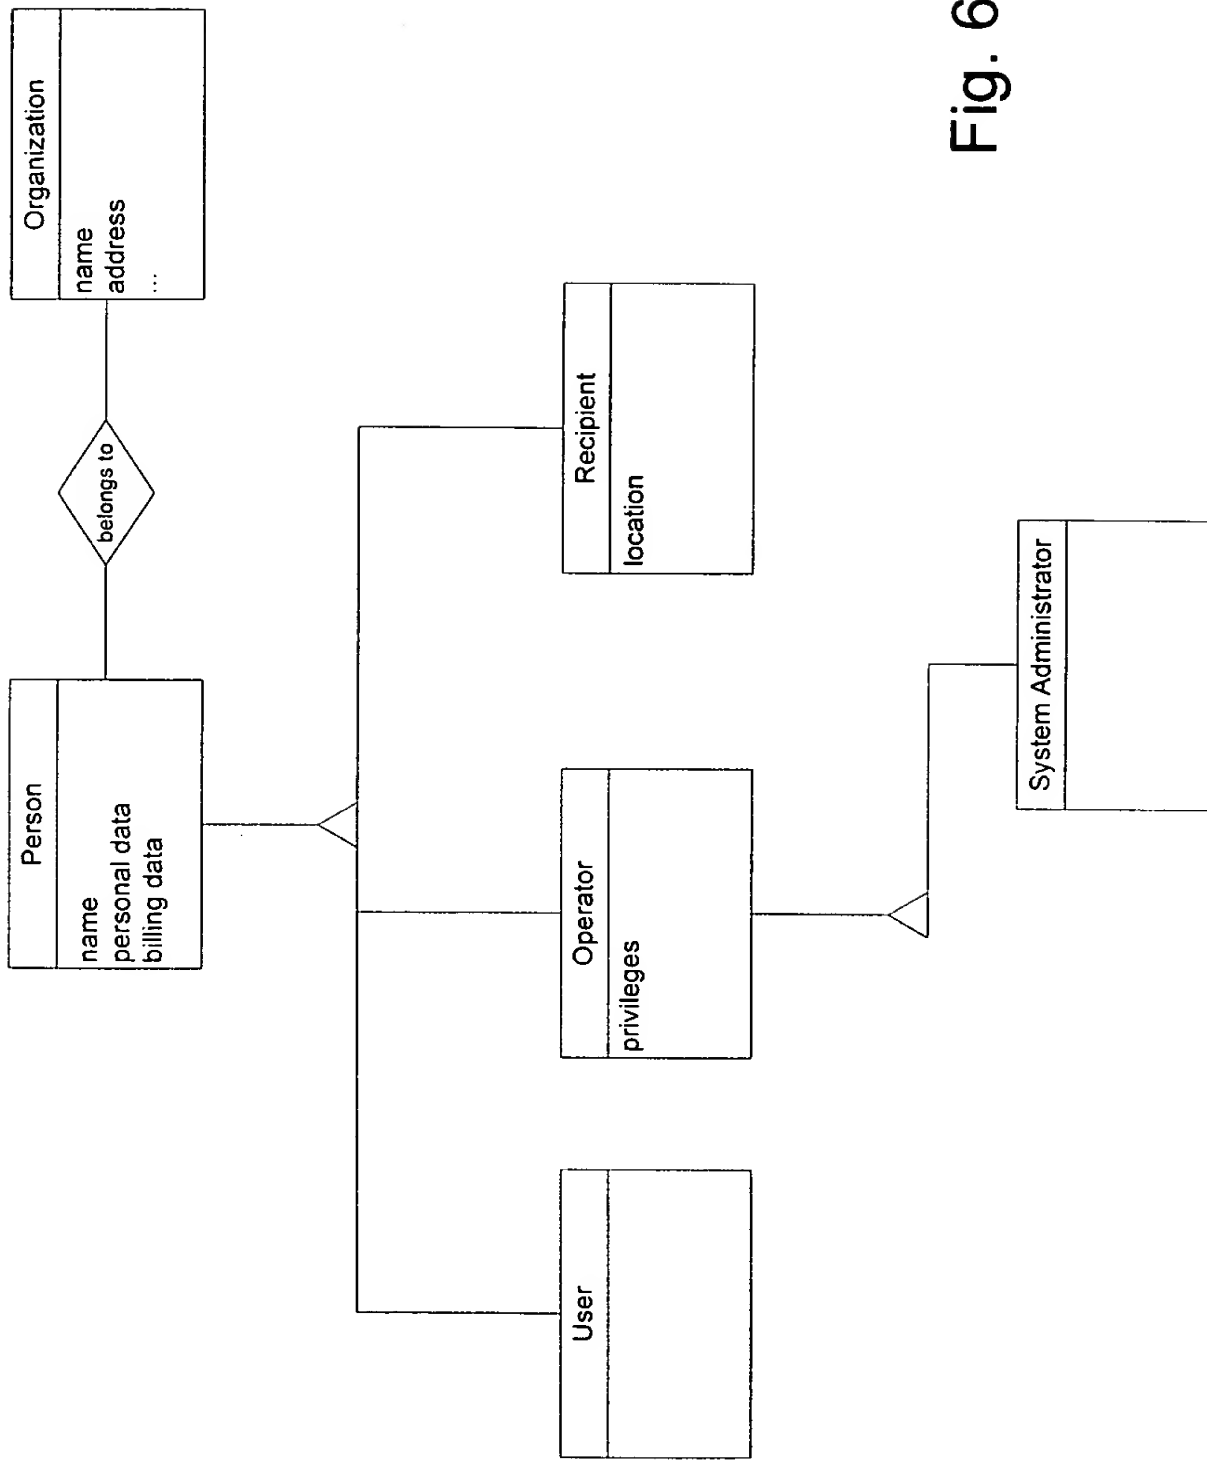 Person
name
personal data
billing data
belongs to
Organization
name
address
...
User
Operator
privileges
Recipient
location
System Administrator
Fig. 6